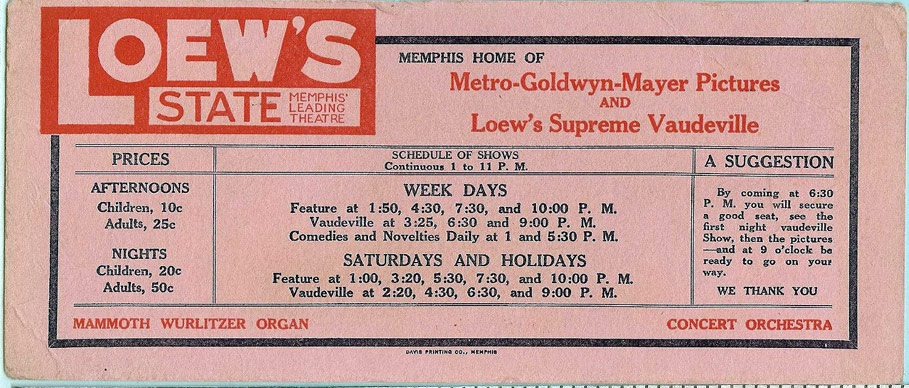 LOEW'S
STATE
MEMPHIS'
LEADING
THEATRE
MEMPHIS HOME OF
Metro-Goldwyn-Mayer Pictures
AND
Loew's Supreme Vaudeville
PRICES
AFTERNOONS
Children, 10c
Adults, 25c
NIGHTS
Children, 20c
Adults, 50c
SCHEDULE OF SHOWS
Continuous 1 to 11 P. M.
WEEK DAYS
Feature at 1:50, 4:30, 7:30, and 10:00 P. M.
Vaudeville at 3:25, 6:30 and 9:00 P. M.
Comedies and Novelties Daily at 1 and 5:30 P. M.
SATURDAYS AND HOLIDAYS
Feature at 1:00, 3:20, 5:30, 7:30, and 10:00 P. M.
Vaudeville at 2:20, 4:30, 6:30, and 9:00 P. M.
A SUGGESTION
By coming at 6:30
P. M. you will secure
a good seat, see the
first night vaudeville
Show, then the pictures
—and at 9 o'clock be
ready to go on your
way.
WE THANK YOU
MAMMOTH WURLITZER ORGAN
CONCERT ORCHESTRA
DAVIS PRINTING CO., MEMPHIS